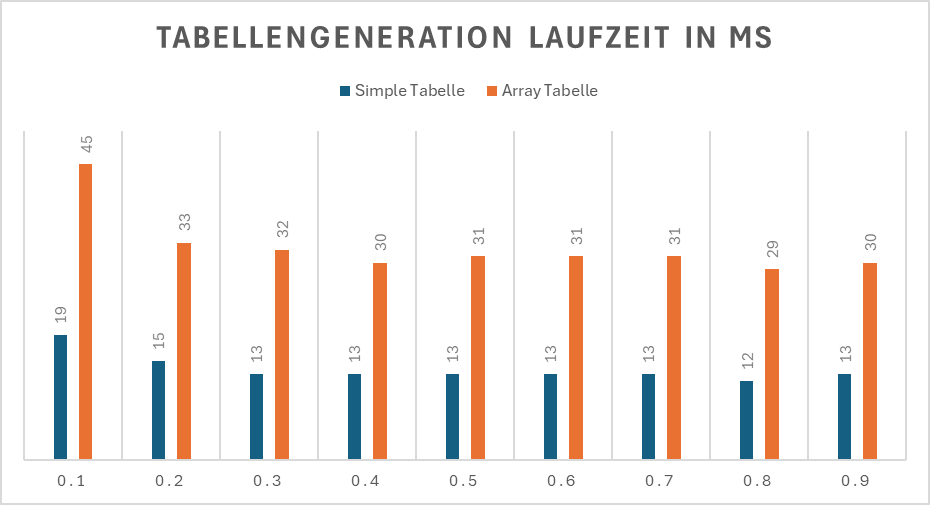 TABELLENGENERATION LAUFZEIT IN MS
Simple Tabelle Array Tabelle
19 45 15 33 13 32 13 30 13 31 13 31 13 31 12 29 13 30
0.1 0.2 0.3 0.4 0.5 0.6 0.7 0.8 0.9